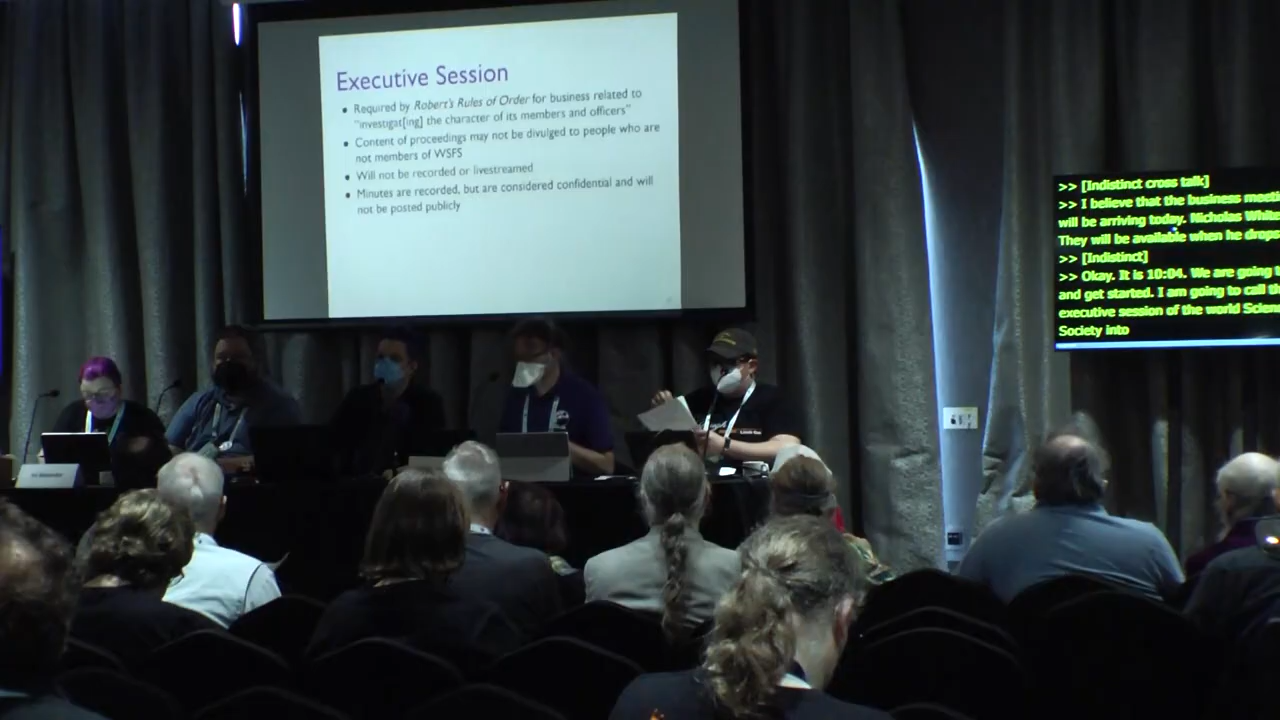 Executive Session
• Required by Robert's Rules of Order for business related to
"investigat[ing] the character of its members and officers"
• Content of proceedings may not be divulged to people who are
not members of WSFS
• Will not be recorded or livestreamed
• Minutes are recorded, but are considered confidential and will
not be posted publicly
>> [Indistinct cross talk]
>> I believe that the business meeti
will be arriving today. Nicholas White
They will be available when he drops
>> [Indistinct]
>> Okay. It is 10:04. We are going t
and get started. I am going to call th
executive session of the world Scien
Society into